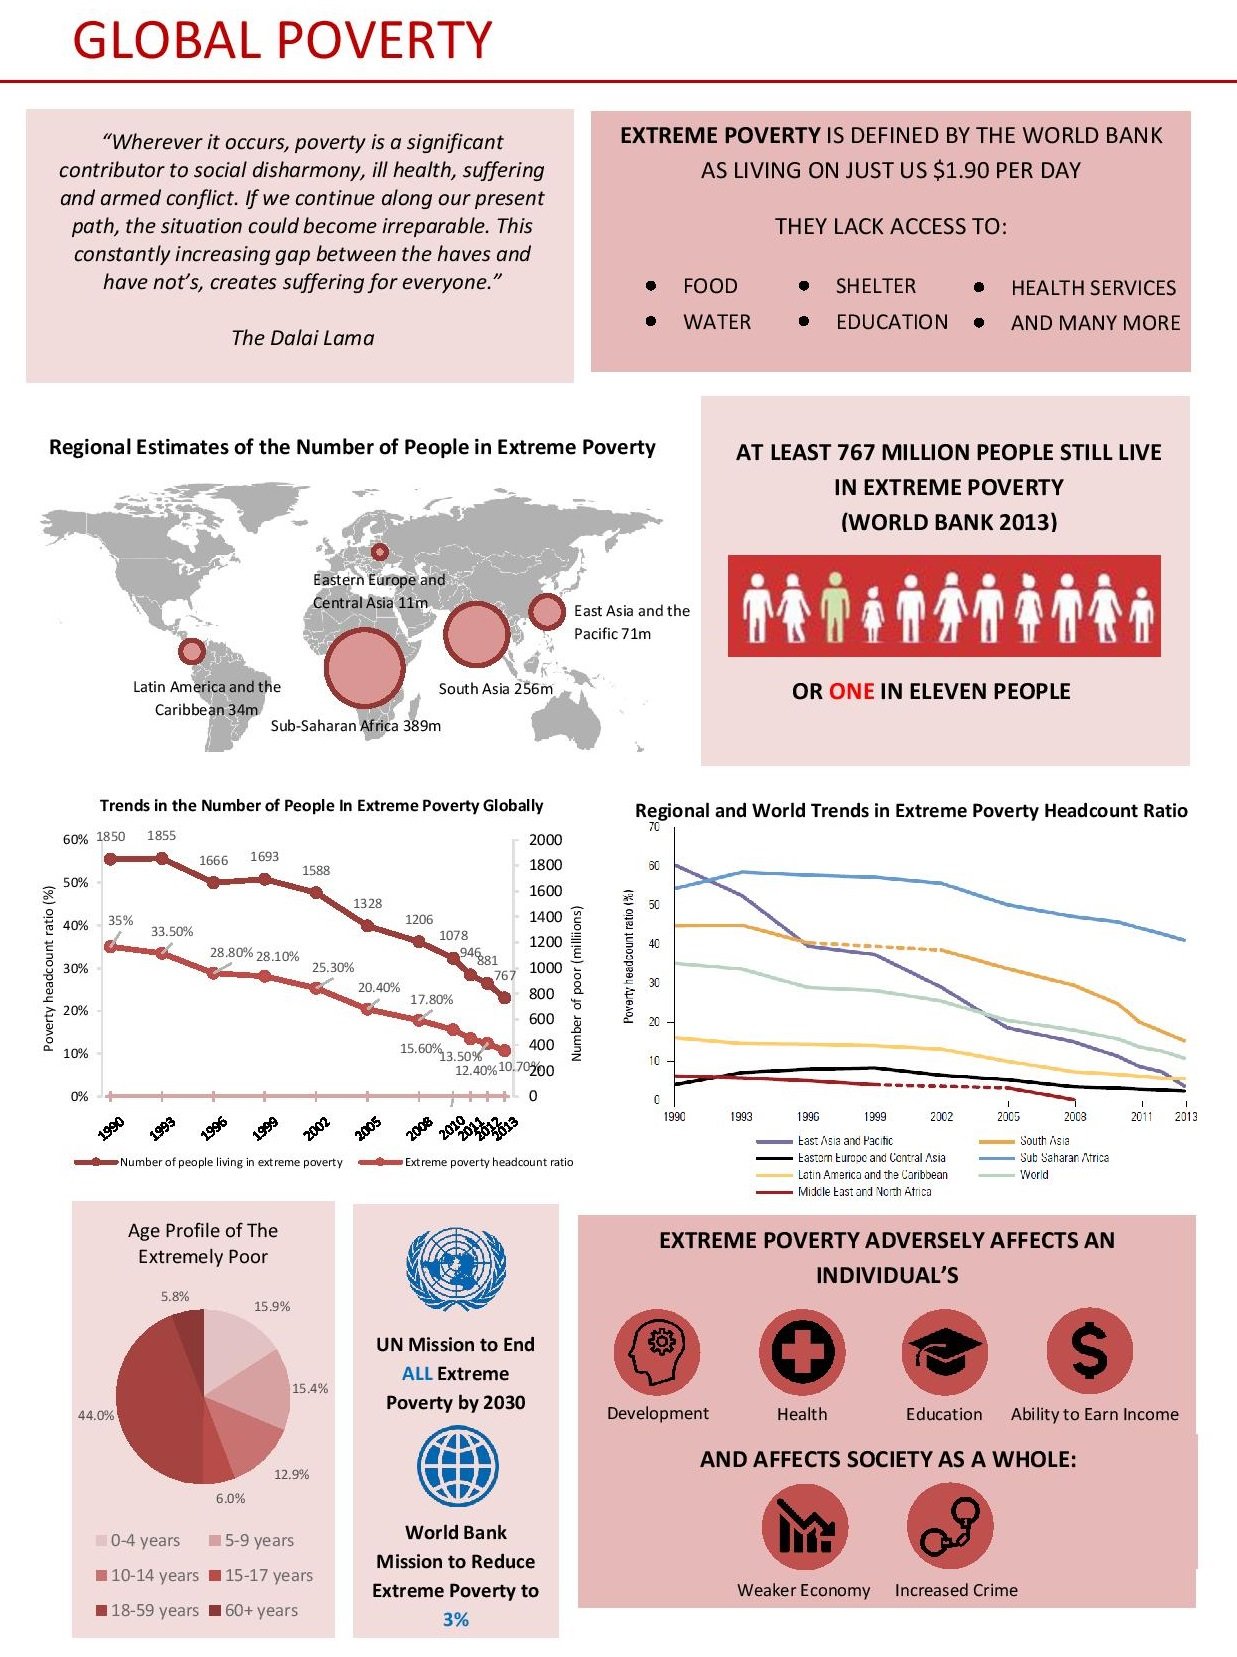 GLOBAL POVERTY
“Wherever it occurs, poverty is a significant
contributor to social disharmony, ill health, suffering
and armed conflict. If we continue along our present
path, the situation could become irreparable. This
constantly increasing gap between the haves and
have not’s, creates suffering for everyone.”
The Dalai Lama
EXTREME POVERTY IS DEFINED BY THE WORLD BANK
AS LIVING ON JUST US $1.90 PER DAY
THEY LACK ACCESS TO:
• FOOD
• WATER
• SHELTER
• EDUCATION
• HEALTH SERVICES
• AND MANY MORE
Regional Estimates of the Number of People in Extreme Poverty
Eastern Europe and
Central Asia 11m
East Asia and the
Pacific 71m
Latin America and the
Caribbean 34m
South Asia 256m
Sub-Saharan Africa 389m
AT LEAST 767 MILLION PEOPLE STILL LIVE
IN EXTREME POVERTY
(WORLD BANK 2013)
OR ONE IN ELEVEN PEOPLE
Trends in the Number of People In Extreme Poverty Globally
Poverty headcount ratio (%)
60%
50%
40%
30%
20%
10%
0%
1850
1855
1666
1693
1588
1328
1206
1078
946
881
767
35%
33.50%
28.80%
28.10%
25.30%
20.40%
17.80%
15.60%
13.50%
12.40%
10.70%
2000
1800
1600
1400
1200
1000
800
600
400
200
0
Number of poor (milliions)
1990
1993
1996
1999
2002
2005
2008
2010
2011
2012
2013
Number of people living in extreme poverty
Extreme poverty headcount ratio
Regional and World Trends in Extreme Poverty Headcount Ratio
Poverty headcount ratio (%)
70
60
50
40
30
20
10
0
1990
1993
1996
1999
2002
2005
2008
2011
2013
East Asia and Pacific
Eastern Europe and Central Asia
Latin America and the Caribbean
Middle East and North Africa
South Asia
Sub Saharan Africa
World
Age Profile of The
Extremely Poor
5.8%
15.9%
15.4%
44.0%
12.9%
6.0%
0-4 years
5-9 years
10-14 years
15-17 years
18-59 years
60+ years
UN Mission to End
ALL Extreme
Poverty by 2030
World Bank
Mission to Reduce
Extreme Poverty to
3%
EXTREME POVERTY ADVERSELY AFFECTS AN
INDIVIDUAL’S
Development
Health
Education
$
Ability to Earn Income
AND AFFECTS SOCIETY AS A WHOLE:
Weaker Economy
Increased Crime